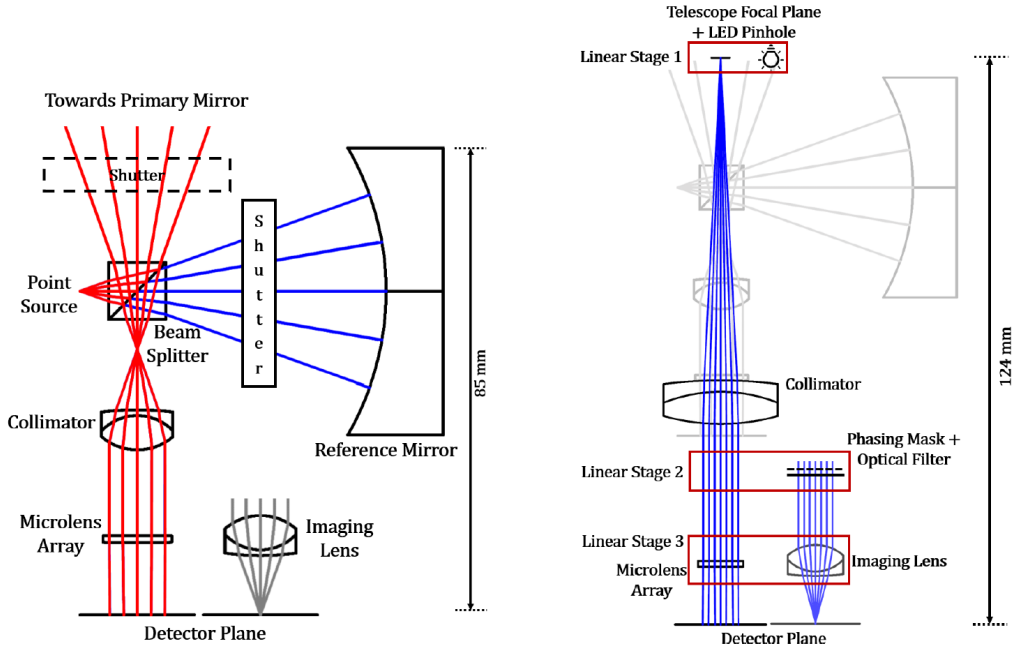 Towards Primary Mirror
Shutter
Shutter
Point
Source
Beam
Splitter
Collimator
Reference Mirror
85 mm
Microlens
Array
Imaging
Lens
Detector Plane
Telescope Focal Plane
+ LED Pinhole
Linear Stage 1
Collimator
124 mm
Phasing Mask +
Optical Filter
Linear Stage 2
Linear Stage 3
Microlens
Array
Imaging Lens
Detector Plane